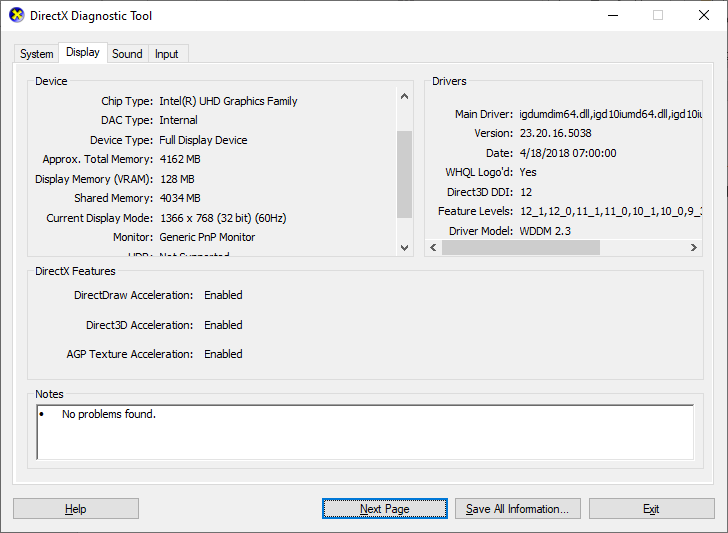 DirectX Diagnostic Tool
System Display Sound Input
Device
Chip Type: Intel(R) UHD Graphics Family
DAC Type: Internal
Device Type: Full Display Device
Approx. Total Memory: 4162 MB
Display Memory (VRAM): 128 MB
Shared Memory: 4034 MB
Current Display Mode: 1366 x 768 (32 bit) (60Hz)
Monitor: Generic PnP Monitor
HDR: Not Supported
Drivers
Main Driver: igdumdim64.dll,igd10iumd64.dll,igd10iu
Version: 23.20.16.5038
Date: 4/18/2018 07:00:00
WHQL Logo'd: Yes
Direct3D DDI: 12
Feature Levels: 12_1,12_0,11_1,11_0,10_1,10_0,9_3
Driver Model: WDDM 2.3
DirectX Features
DirectDraw Acceleration: Enabled
Direct3D Acceleration: Enabled
AGP Texture Acceleration: Enabled
Notes
• No problems found.
Help Next Page Save All Information... Exit